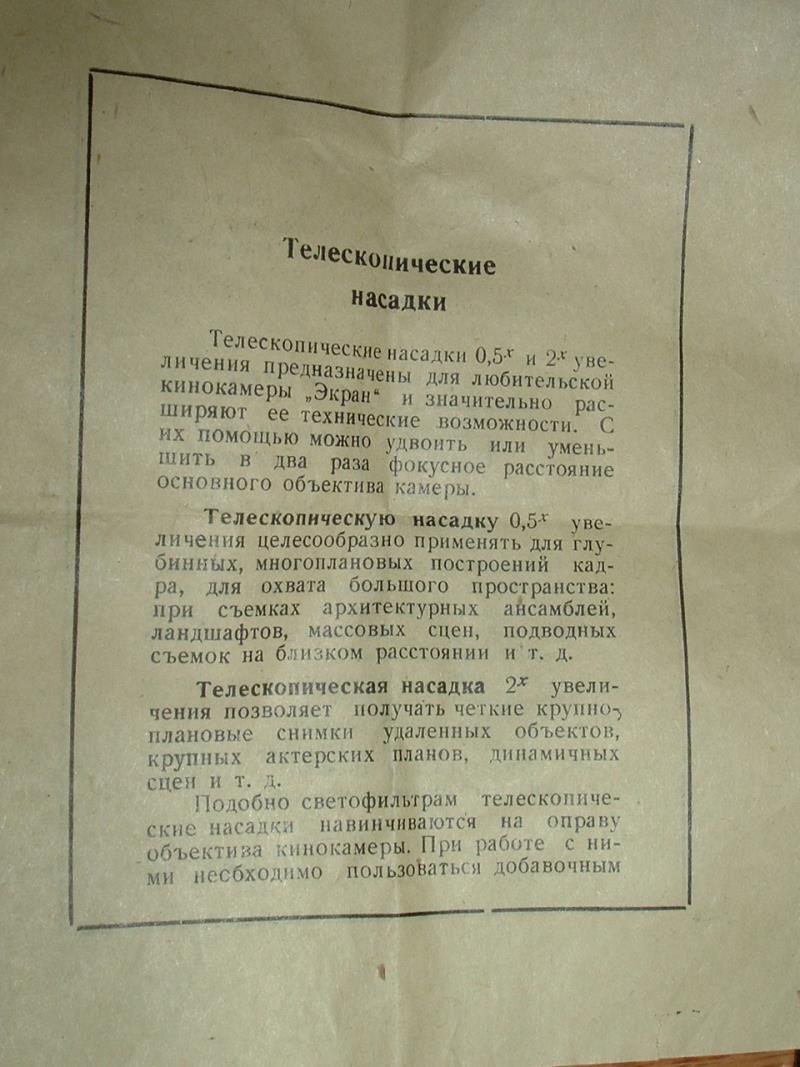 Телескопические
насадки
Телескопические насадки 0,5-х и 2-х уве-
личения предназначены для любительской
кинокамеры „Экран“ и значительно рас-
ширяют ее технические возможности. С
их помощью можно удвоить или умень-
шить в два раза фокусное расстояние
основного объектива камеры.
Телескопическую насадку 0,5-х уве-
личения целесообразно применять для глу-
бинных, многоплановых построений кад-
ра, для охвата большого пространства:
при съемках архитектурных ансамблей,
ландшафтов, массовых сцен, подводных
съемок на близком расстоянии и т. д.
Телескопическая насадка 2-х увели-
чения позволяет получать четкие крупно-
плановые снимки удаленных объектов,
крупных актерских планов, динамичных
сцен и т. д.
Подобно светофильтрам телескопиче-
ские насадки навинчиваются на оправу
объектива кинокамеры. При работе с ни-
ми необходимо пользоваться добавочным